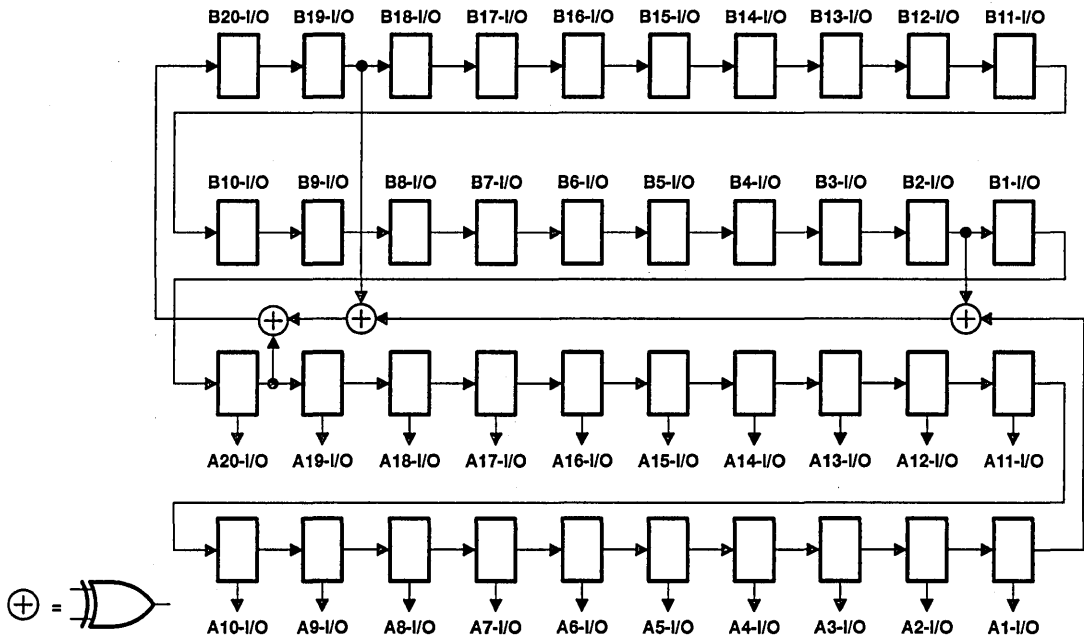 B20-I/O B19-I/O B18-I/O B17-I/O B16-I/O B15-I/O B14-I/O B13-I/O B12-I/O B11-I/O
B10-I/O B9-I/O B8-I/O B7-I/O B6-I/O B5-I/O B4-I/O B3-I/O B2-I/O B1-I/O
A20-I/O A19-I/O A18-I/O A17-I/O A16-I/O A15-I/O A14-I/O A13-I/O A12-I/O A11-I/O
=
A10-I/O A9-I/O A8-I/O A7-I/O A6-I/O A5-I/O A4-I/O A3-I/O A2-I/O A1-I/O